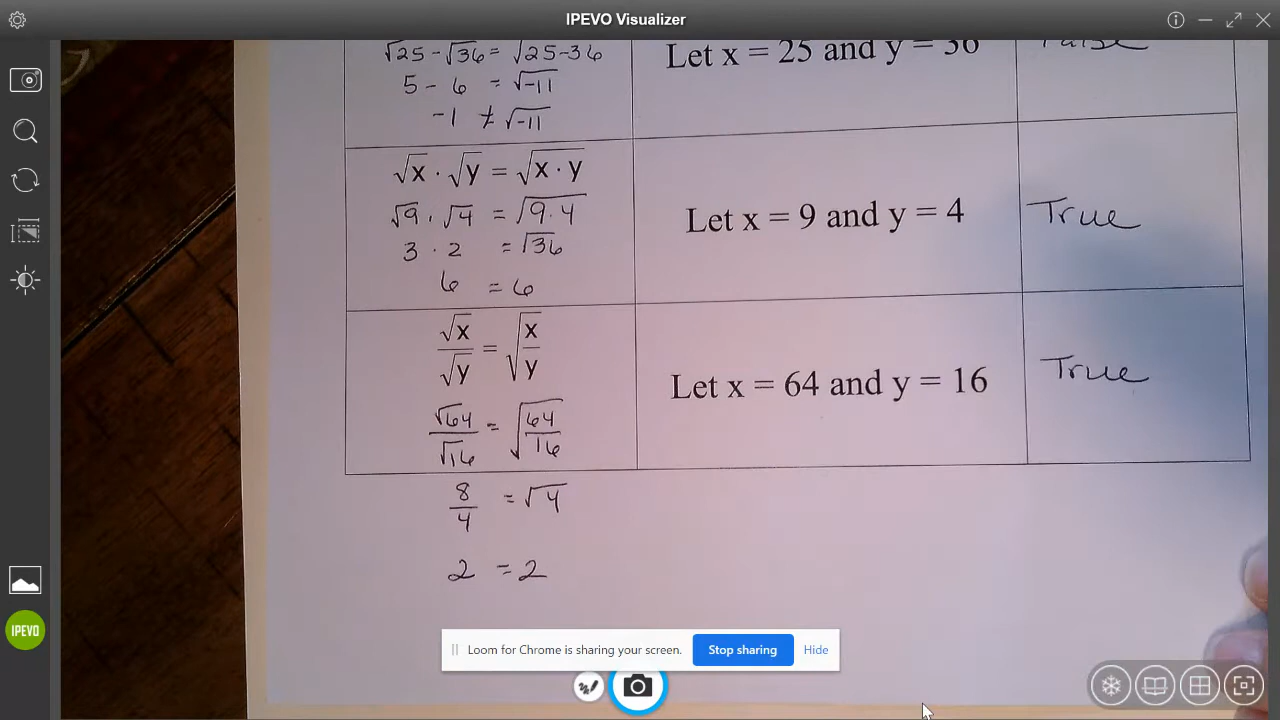 IPEVO Visualizer
√25 - √36 = √25-36
5 - 6 = √-11
-1 ≠ √-11
Let x = 25 and y = 36
False
√x · √y = √x · y
√9 · √4 = √9·4
3 · 2 = √36
6 = 6
Let x = 9 and y = 4
True
√x/√y = √x/y
√64/√16 = √64/16
Let x = 64 and y = 16
True
8/4 = √4
2 = 2
Loom for Chrome is sharing your screen.
Stop sharing
Hide
IPEVO